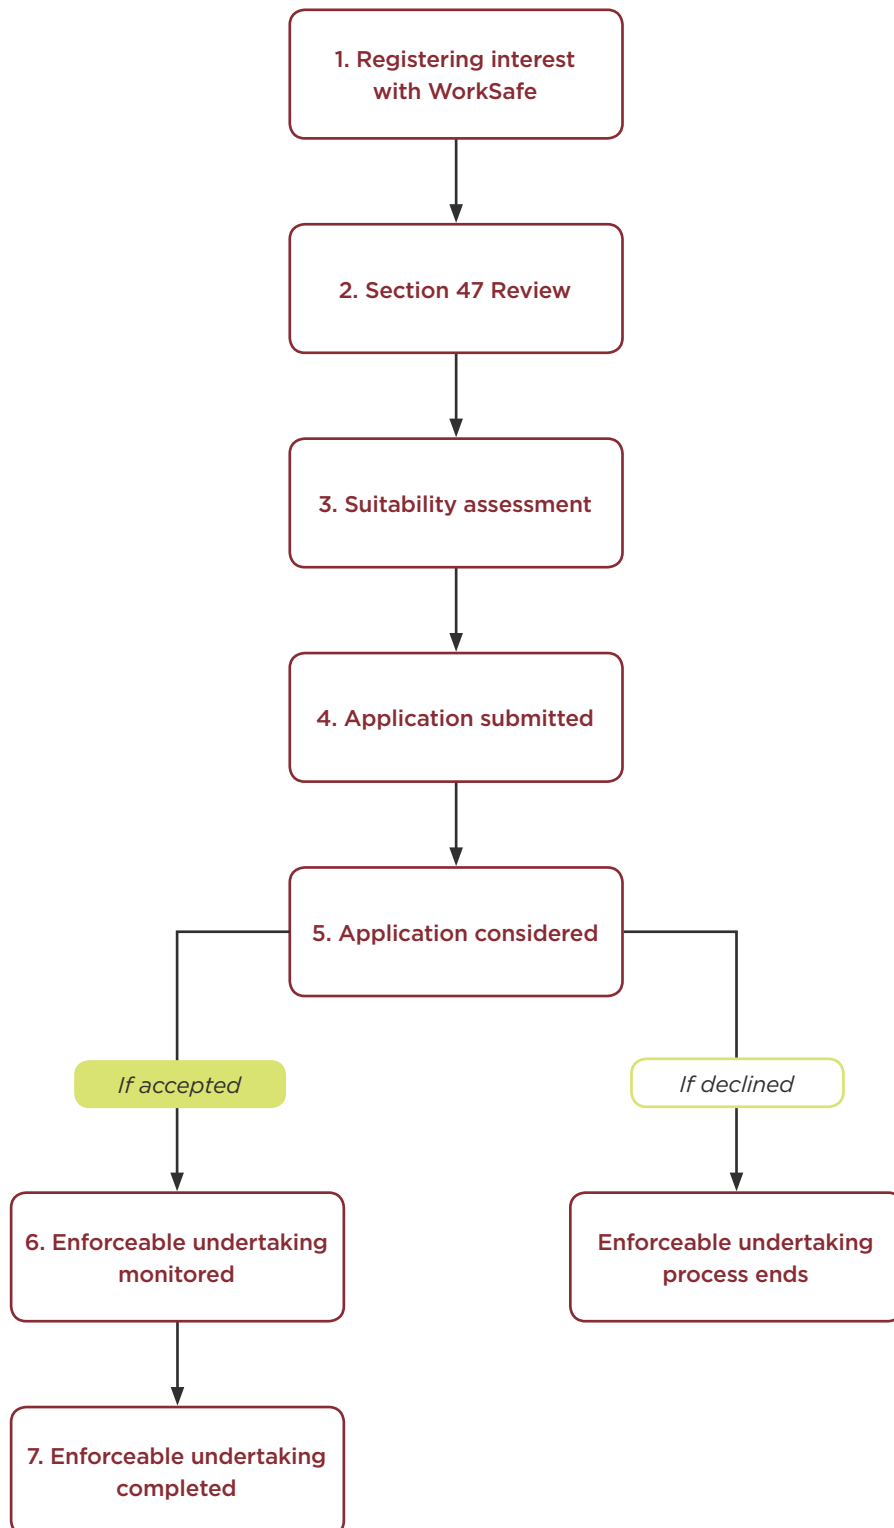 1. Registering interest
with WorkSafe
2. Section 47 Review
3. Suitability assessment
4. Application submitted
5. Application considered
If accepted
If declined
6. Enforceable undertaking
monitored
Enforceable undertaking
process ends
7. Enforceable undertaking
completed